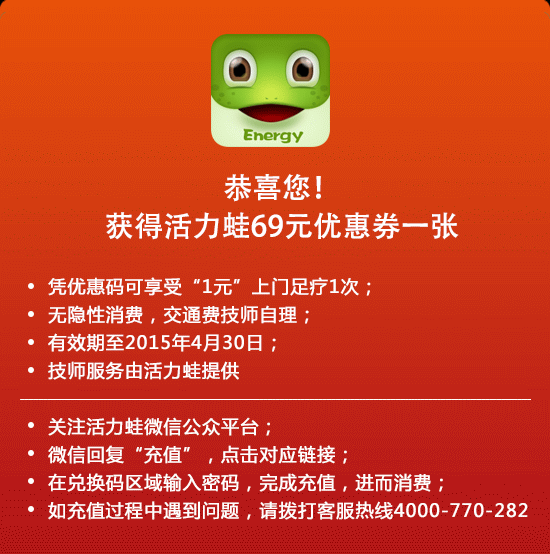 Energy
恭喜您!
获得活力蛙69元优惠券一张
• 凭优惠码可享受“1元”上门足疗1次；
• 无隐性消费，交通费技师自理；
• 有效期至2015年4月30日；
• 技师服务由活力蛙提供
• 关注活力蛙微信公众平台；
• 微信回复“充值”，点击对应链接；
• 在兑换码区域输入密码，完成充值，进而消费；
• 如充值过程中遇到问题，请拨打客服热线4000-770-282